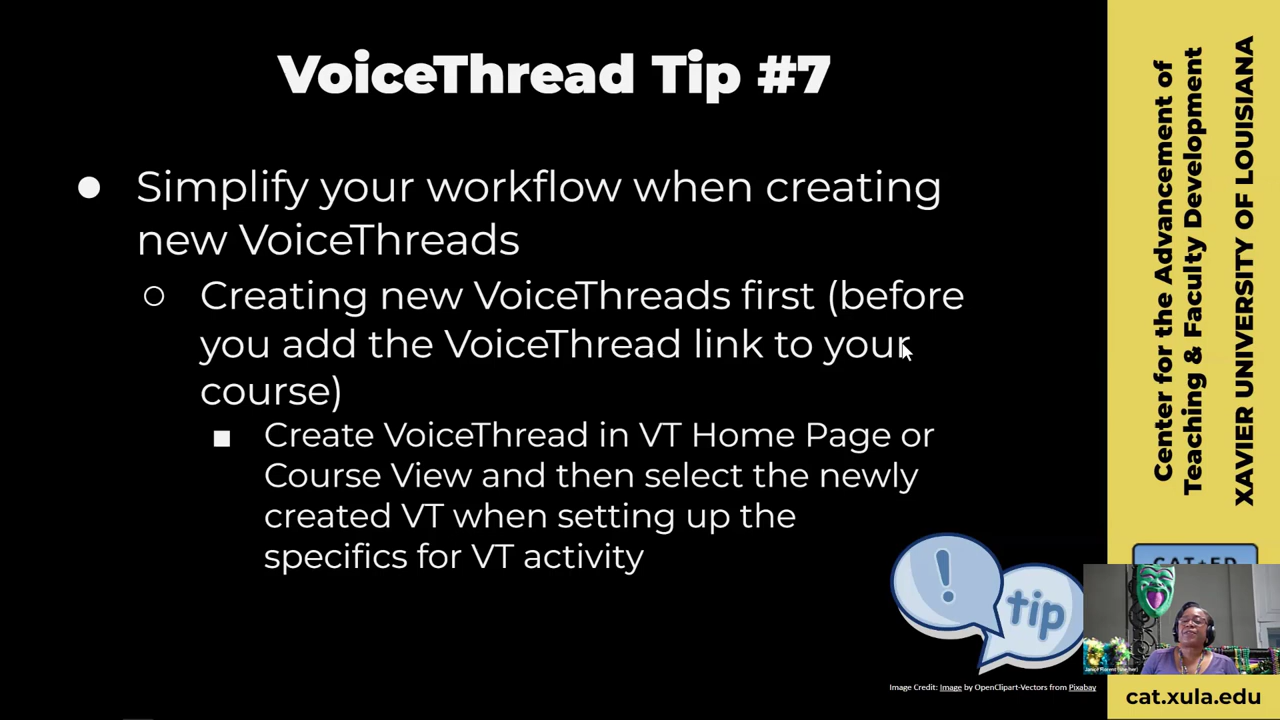 VoiceThread Tip #7
● Simplify your workflow when creating
new VoiceThreads
○ Creating new VoiceThreads first (before
you add the VoiceThread link to your
course)
■ Create VoiceThread in VT Home Page or
Course View and then select the newly
created VT when setting up the
specifics for VT activity
!
tip
Image Credit: Image by OpenClipart-Vectors from Pixabay
Center for the Advancement of
Teaching & Faculty Development
XAVIER UNIVERSITY OF LOUISIANA
CAT+FD
cat.xula.edu